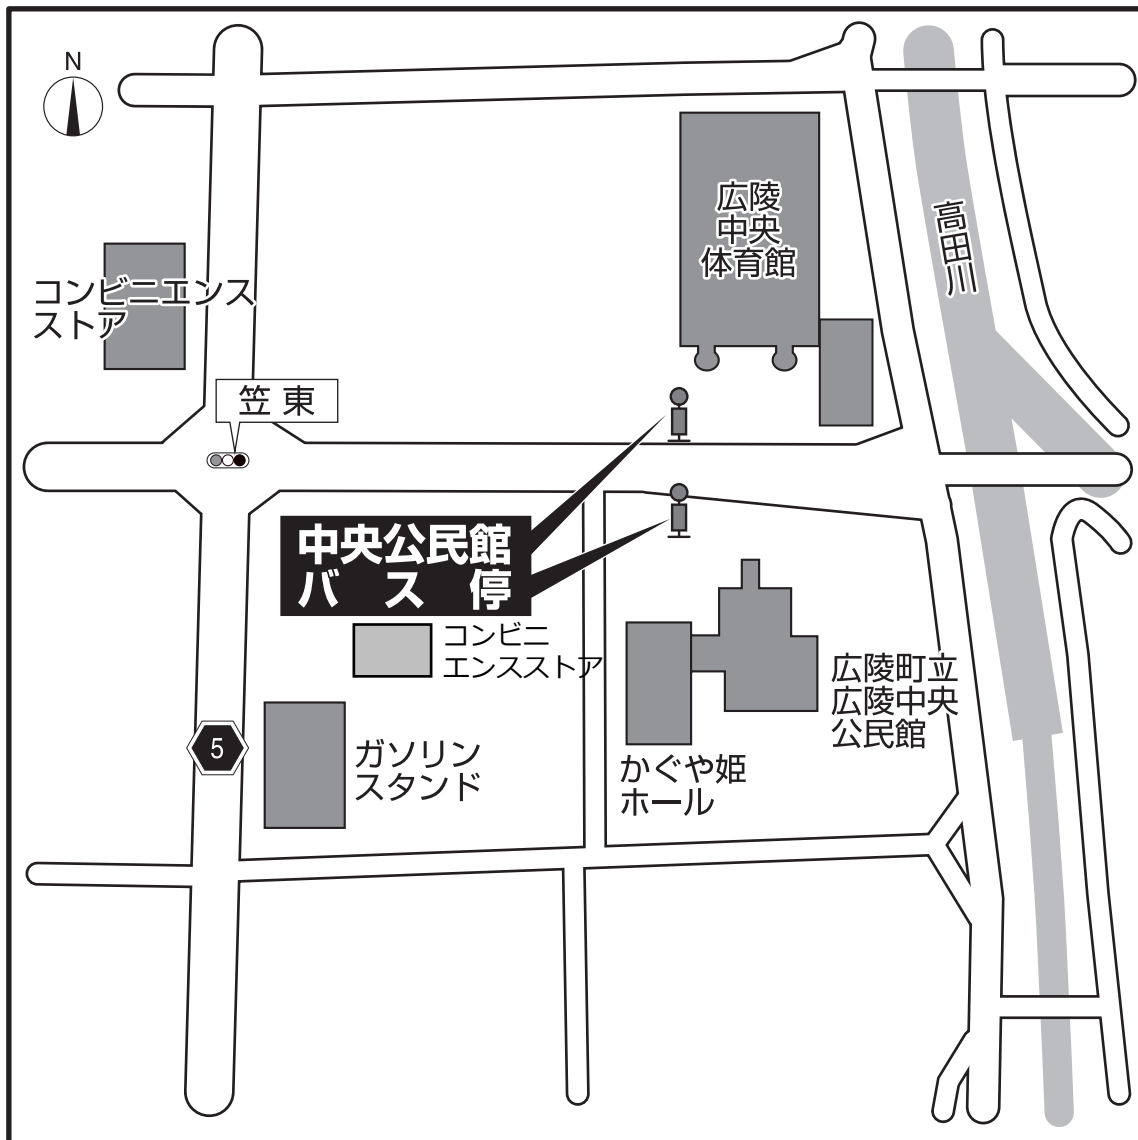 N
広陵
中央
体育館
高田川
コンビニエンス
ストア
笠東
中央公民館
バス停
コンビニ
エンスストア
広陵町立
広陵中央
公民館
5
ガソリン
スタンド
かぐや姫
ホール